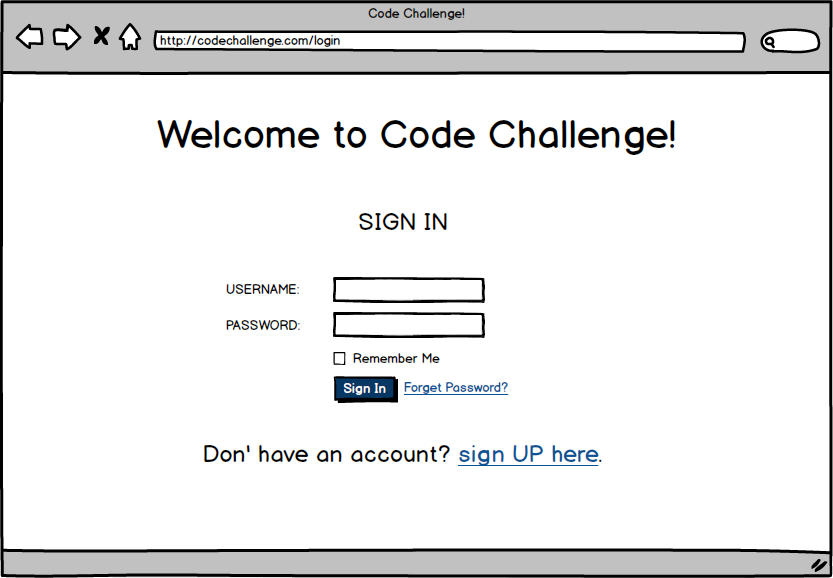 Code Challenge!
http://codechallenge.com/login
Welcome to Code Challenge!
SIGN IN
USERNAME:
PASSWORD:
Remember Me
Sign In Forget Password?
Don' have an account? sign UP here.